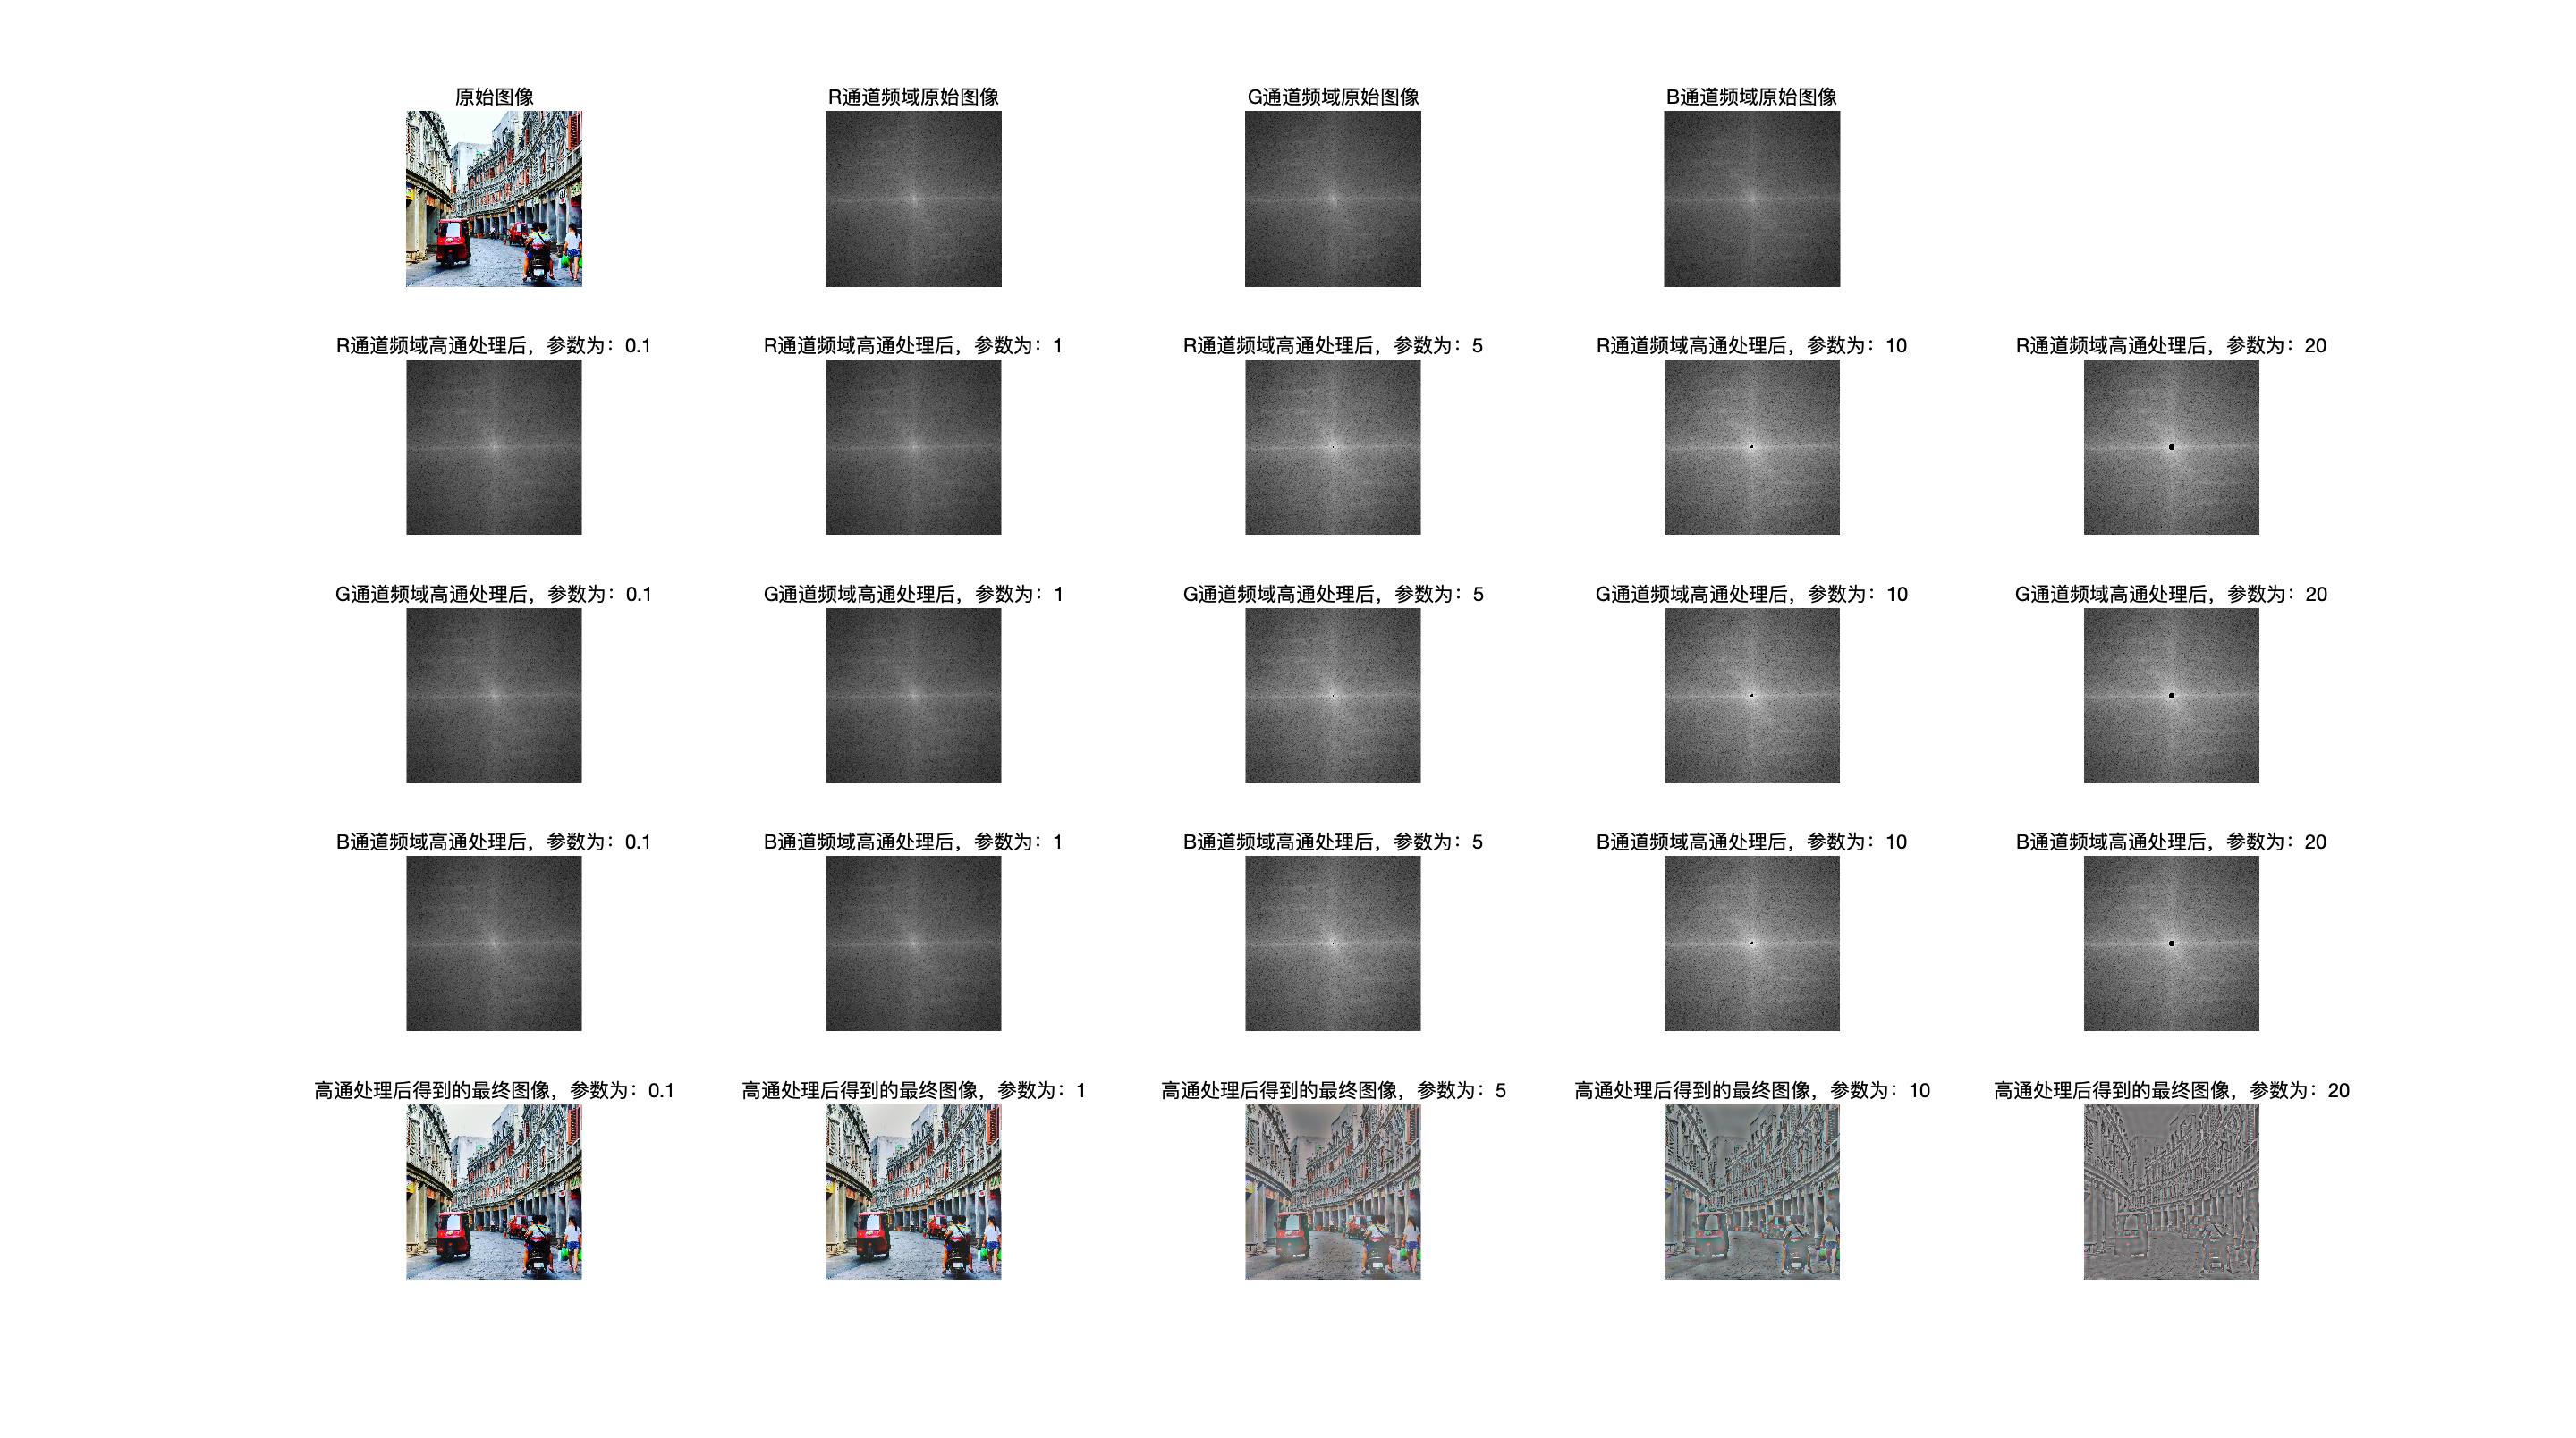 原始图像
R通道频域原始图像
G通道频域原始图像
B通道频域原始图像
R通道频域高通处理后，参数为：0.1
R通道频域高通处理后，参数为：1
R通道频域高通处理后，参数为：5
R通道频域高通处理后，参数为：10
R通道频域高通处理后，参数为：20
G通道频域高通处理后，参数为：0.1
G通道频域高通处理后，参数为：1
G通道频域高通处理后，参数为：5
G通道频域高通处理后，参数为：10
G通道频域高通处理后，参数为：20
B通道频域高通处理后，参数为：0.1
B通道频域高通处理后，参数为：1
B通道频域高通处理后，参数为：5
B通道频域高通处理后，参数为：10
B通道频域高通处理后，参数为：20
高通处理后得到的最终图像，参数为：0.1
高通处理后得到的最终图像，参数为：1
高通处理后得到的最终图像，参数为：5
高通处理后得到的最终图像，参数为：10
高通处理后得到的最终图像，参数为：20